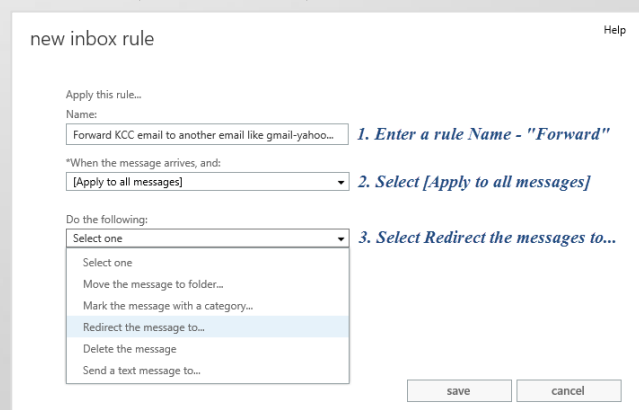 Help
new inbox rule
Apply this rule...
Name:
Forward KCC email to another email like gmail-yahoo...
1. Enter a rule Name - "Forward"
*When the message arrives, and:
[Apply to all messages]
2. Select [Apply to all messages]
Do the following:
Select one
3. Select Redirect the messages to...
Select one
Move the message to folder...
Mark the message with a category...
Redirect the message to...
Delete the message
Send a text message to...
save
cancel